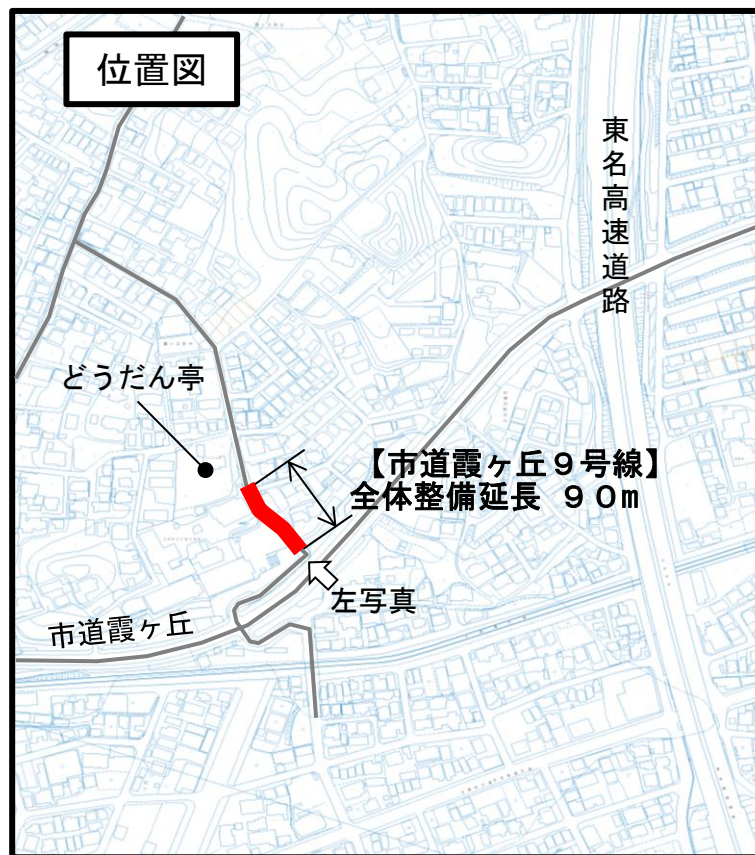 位置図
東名高速道路
どうだん亭
【市道霞ヶ丘９号線】
全体整備延長 ９０ｍ
左写真
市道霞ヶ丘